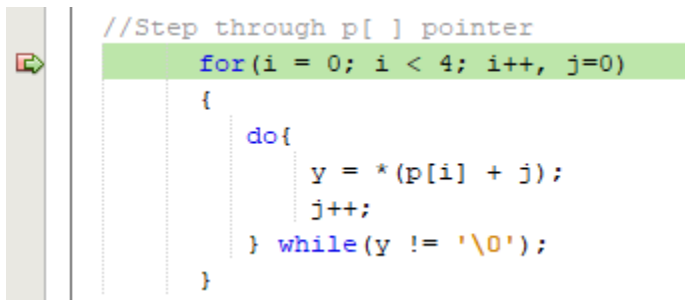 //Step through p[ ] pointer
for(i = 0; i < 4; i++, j=0)
{
do{
y = *(p[i] + j);
j++;
} while(y != '\0');
}